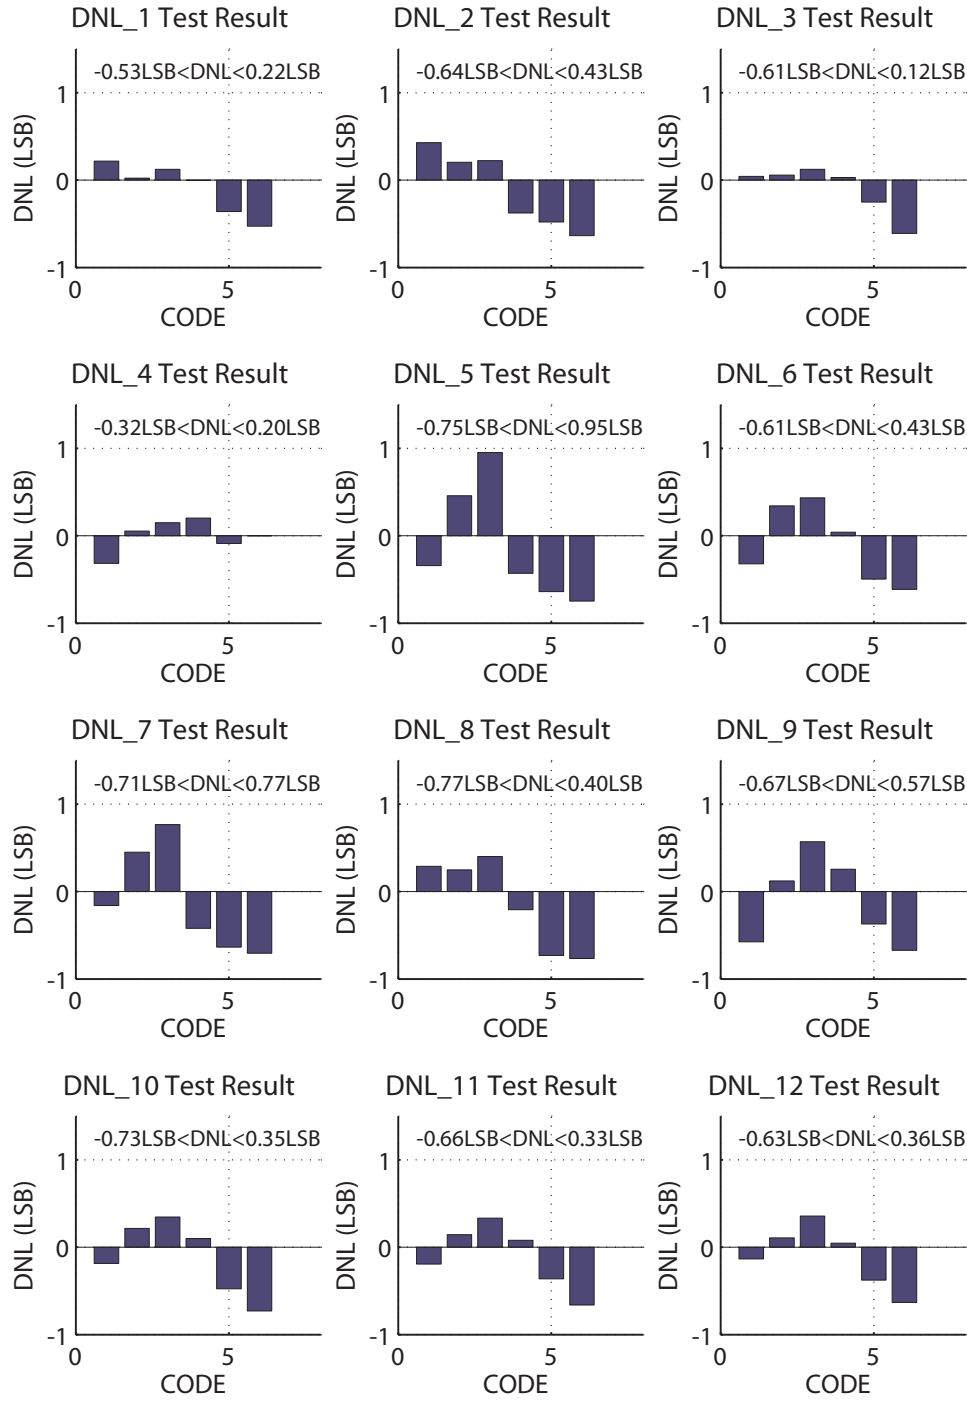 DNL_1 Test Result
-0.53LSB<DNL<0.22LSB
1
0
-1
DNL (LSB)
0 5
CODE
DNL_2 Test Result
-0.64LSB<DNL<0.43LSB
1
0
-1
DNL (LSB)
0 5
CODE
DNL_3 Test Result
-0.61LSB<DNL<0.12LSB
1
0
-1
DNL (LSB)
0 5
CODE
DNL_4 Test Result
-0.32LSB<DNL<0.20LSB
1
0
-1
DNL (LSB)
0 5
CODE
DNL_5 Test Result
-0.75LSB<DNL<0.95LSB
1
0
-1
DNL (LSB)
0 5
CODE
DNL_6 Test Result
-0.61LSB<DNL<0.43LSB
1
0
-1
DNL (LSB)
0 5
CODE
DNL_7 Test Result
-0.71LSB<DNL<0.77LSB
1
0
-1
DNL (LSB)
0 5
CODE
DNL_8 Test Result
-0.77LSB<DNL<0.40LSB
1
0
-1
DNL (LSB)
0 5
CODE
DNL_9 Test Result
-0.67LSB<DNL<0.57LSB
1
0
-1
DNL (LSB)
0 5
CODE
DNL_10 Test Result
-0.73LSB<DNL<0.35LSB
1
0
-1
DNL (LSB)
0 5
CODE
DNL_11 Test Result
-0.66LSB<DNL<0.33LSB
1
0
-1
DNL (LSB)
0 5
CODE
DNL_12 Test Result
-0.63LSB<DNL<0.36LSB
1
0
-1
DNL (LSB)
0 5
CODE